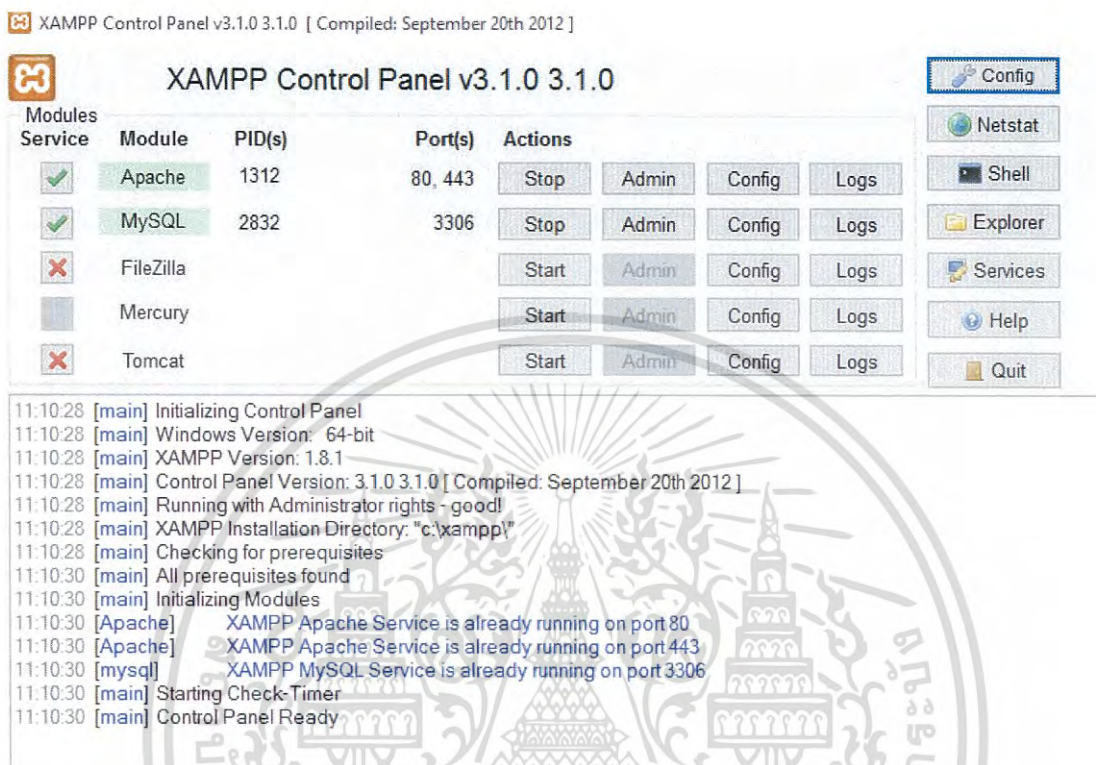 XAMPP Control Panel v3.1.0 3.1.0 [ Compiled: September 20th 2012 ]
XAMPP Control Panel v3.1.0 3.1.0
Config
Modules
Netstat
Service Module PID(s) Port(s) Actions
Apache 1312 80, 443 Stop Admin Config Logs
Shell
MySQL 2832 3306 Stop Admin Config Logs
Explorer
FileZilla Start Admin Config Logs
Services
Mercury Start Admin Config Logs
Help
Tomcat Start Admin Config Logs
Quit
11:10:28 [main] Initializing Control Panel
11:10:28 [main] Windows Version: 64-bit
11:10:28 [main] XAMPP Version: 1.8.1
11:10:28 [main] Control Panel Version: 3.1.0 3.1.0 [ Compiled: September 20th 2012 ]
11:10:28 [main] Running with Administrator rights - good!
11:10:28 [main] XAMPP Installation Directory: "c:\xampp\"
11:10:28 [main] Checking for prerequisites
11:10:30 [main] All prerequisites found
11:10:30 [main] Initializing Modules
11:10:30 [Apache] XAMPP Apache Service is already running on port 80
11:10:30 [Apache] XAMPP Apache Service is already running on port 443
11:10:30 [mysql] XAMPP MySQL Service is already running on port 3306
11:10:30 [main] Starting Check-Timer
11:10:30 [main] Control Panel Ready